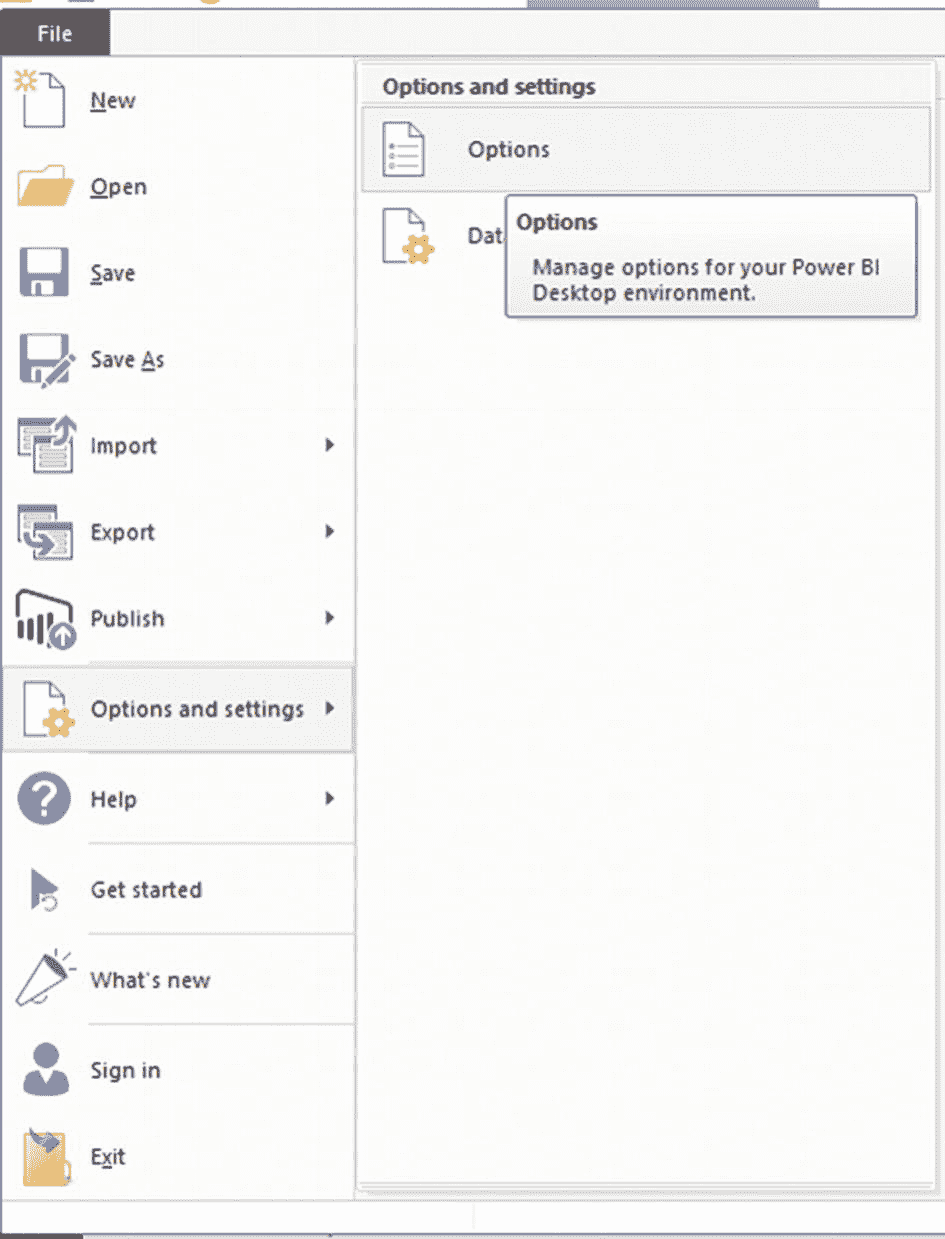 File
New
Open
Save
Save As
Import
Export
Publish
Options and settings
Help
Get started
What's new
Sign in
Exit
Options and settings
Options
Dat
Options
Manage options for your Power BI
Desktop environment.